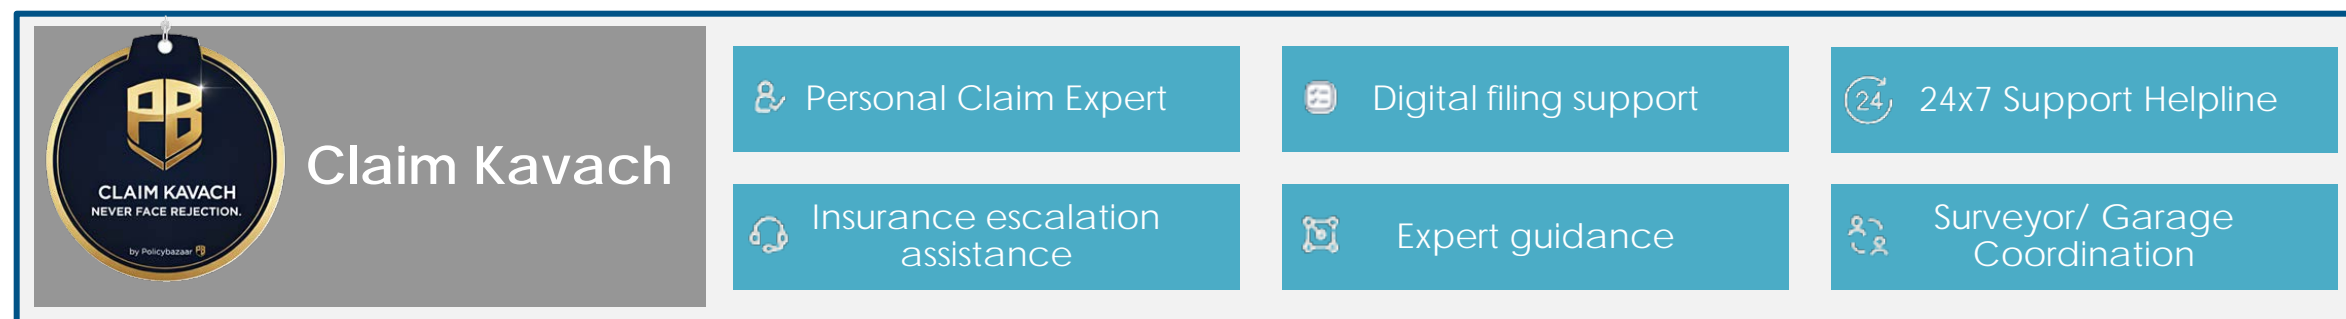 PB
CLAIM KAVACH
NEVER FACE REJECTION.
by Policybazaar PB
Claim Kavach
Personal Claim Expert
Digital filing support
24
24x7 Support Helpline
Insurance escalation
assistance
Expert guidance
Surveyor/ Garage
Coordination